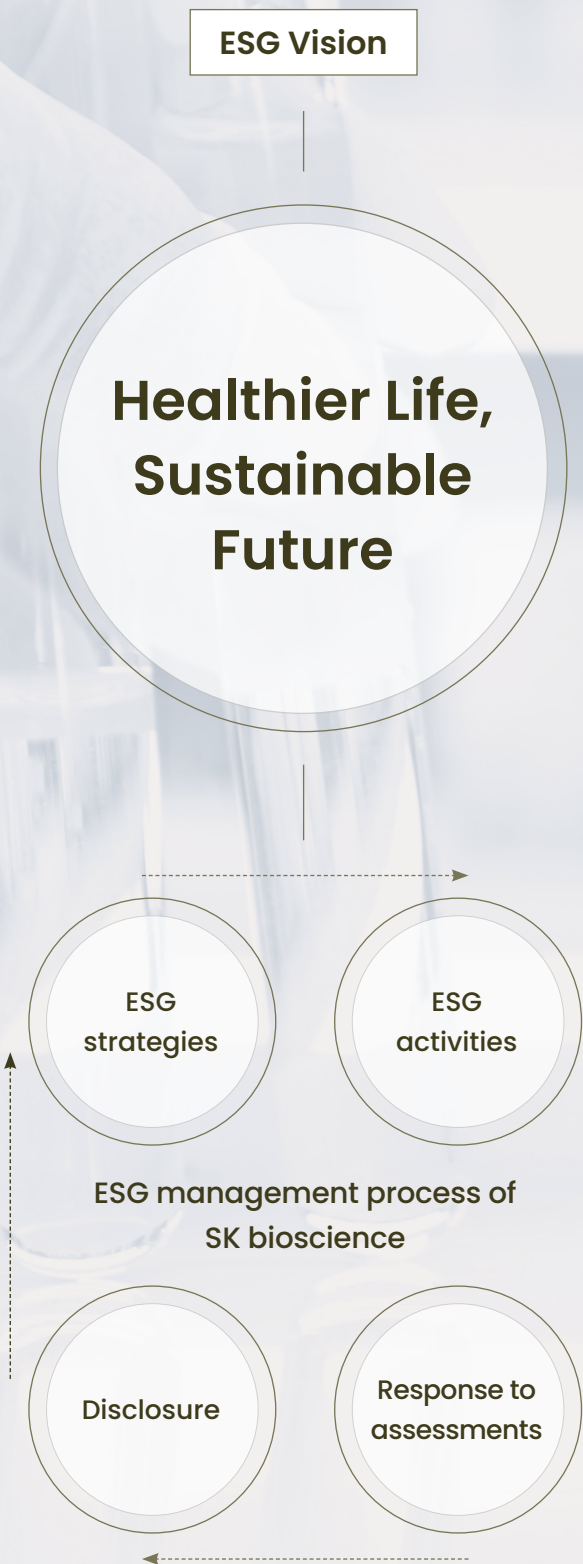 ESG Vision
Healthier Life,
Sustainable
Future
ESG
strategies
ESG
activities
ESG management process of
SK bioscience
Disclosure
Response to
assessments